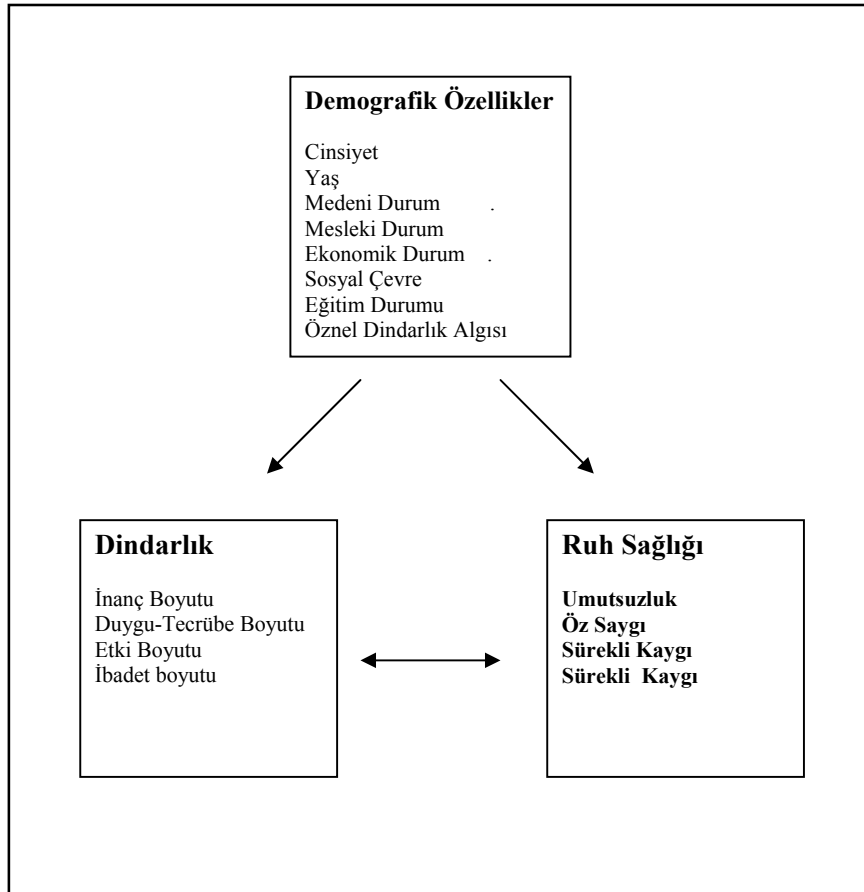 Demografik Özellikler
Cinsiyet
Yaş
Medeni Durum .
Mesleki Durum
Ekonomik Durum .
Sosyal Çevre
Eğitim Durumu
Öznel Dindarlık Algısı
Dindarlık
İnanç Boyutu
Duygu-Tecrübe Boyutu
Etki Boyutu
İbadet boyutu
Ruh Sağlığı
Umutsuzluk
Öz Saygı
Sürekli Kaygı
Sürekli Kaygı